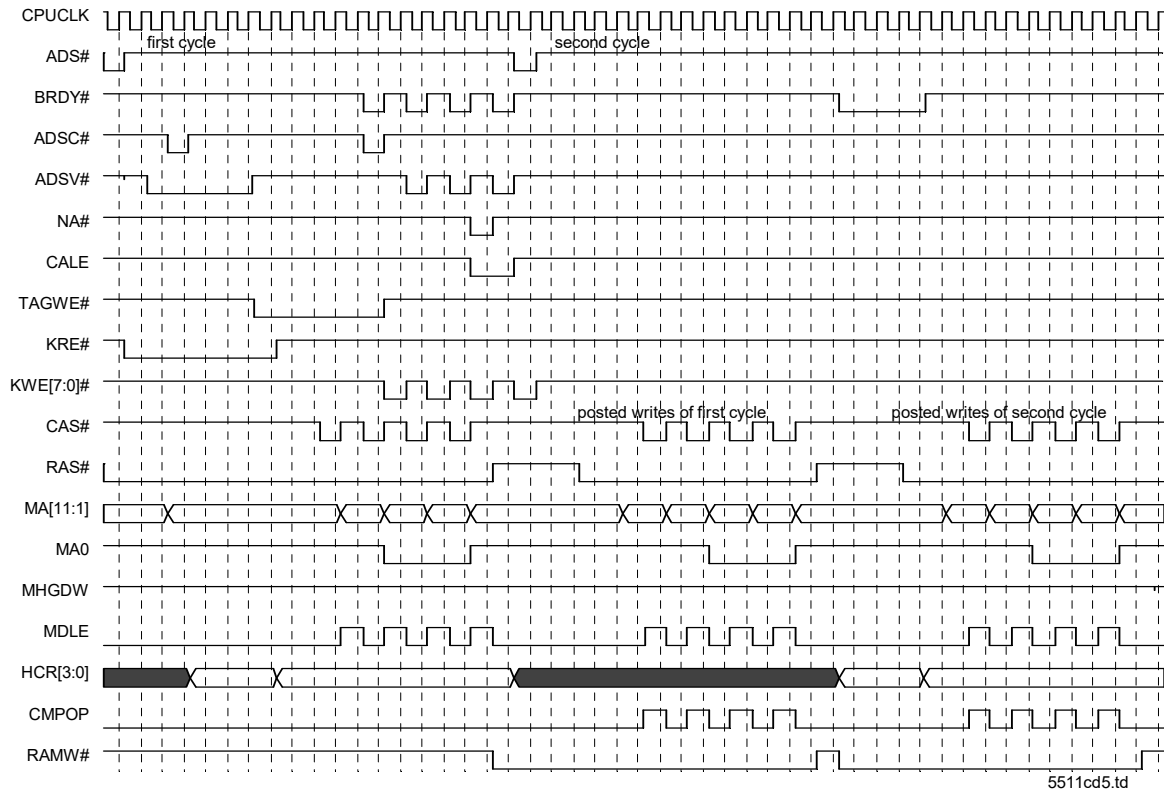 CPUCLK
first cycle
second cycle
ADS#
BRDY#
ADSC#
ADSV#
NA#
CALE
TAGWE#
KRE#
KWE[7:0]#
posted writes of first cycle
posted writes of second cycle
CAS#
RAS#
MA[11:1]
MA0
MHGDW
MDLE
HCR[3:0]
CMPOP
RAMW#
5511cd5.td